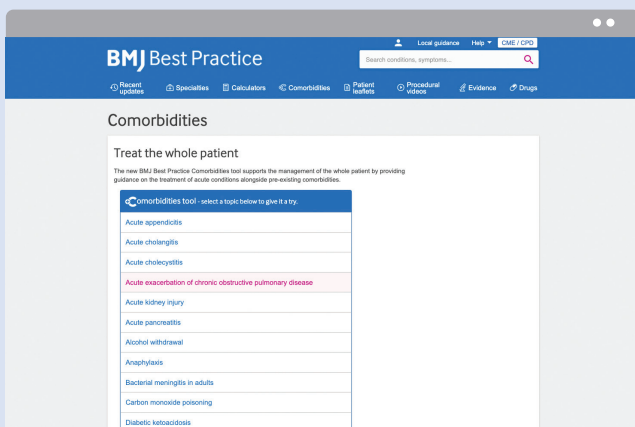 Local guidance Help CME / CPD
BMJ Best Practice
Search conditions, symptoms...
Recent updates
Specialties
Calculators
Comorbidities
Patient leaflets
Procedural videos
Evidence
Drugs
Comorbidities
Treat the whole patient
The new BMJ Best Practice Comorbidities tool supports the management of the whole patient by providing
guidance on the treatment of acute conditions alongside pre-existing comorbidities.
Comorbidities tool - select a topic below to give it a try.
Acute appendicitis
Acute cholangitis
Acute cholecystitis
Acute exacerbation of chronic obstructive pulmonary disease
Acute kidney injury
Acute pancreatitis
Alcohol withdrawal
Anaphylaxis
Bacterial meningitis in adults
Carbon monoxide poisoning
Diabetic ketoacidosis